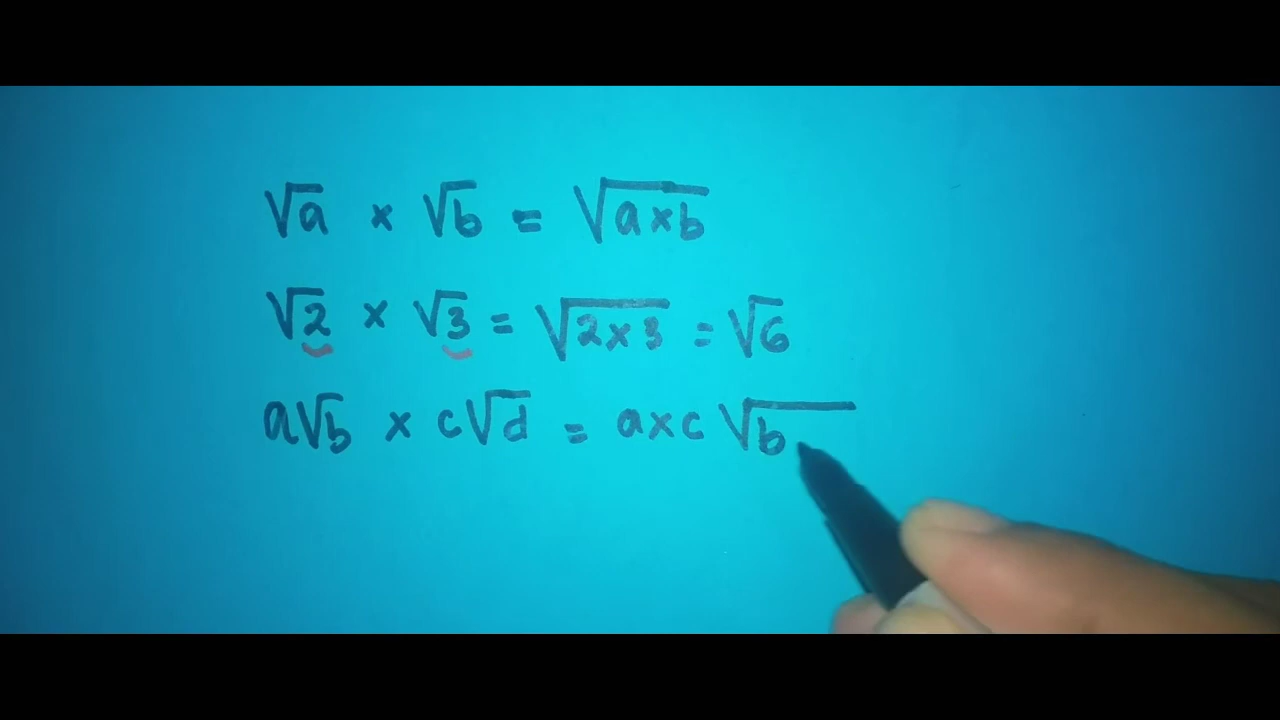 √a × √b = √a×b
√2 × √3 = √2×3 = √6
a√b × c√d = a×c √b